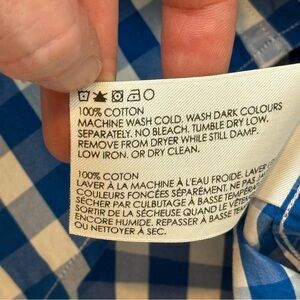 100% COTTON
MACHINE WASH COLD. WASH DARK COLOURS
SEPARATELY. NO BLEACH. TUMBLE DRY LOW.
REMOVE FROM DRYER WHILE STILL DAMP.
LOW IRON. OR DRY CLEAN.
100% COTON
LAVER À LA MACHINE À L'EAU FROIDE. LAVER
COULEURS FONCÉES SÉPARÉMENT. NE PAS
SÉCHER PAR CULBUTAGE À BASSE
SORTIR DE LA SÉCHEUSE QUAND LE
ENCORE HUMIDE. REPASSER À BASSE
OU NETTOYER À SEC.